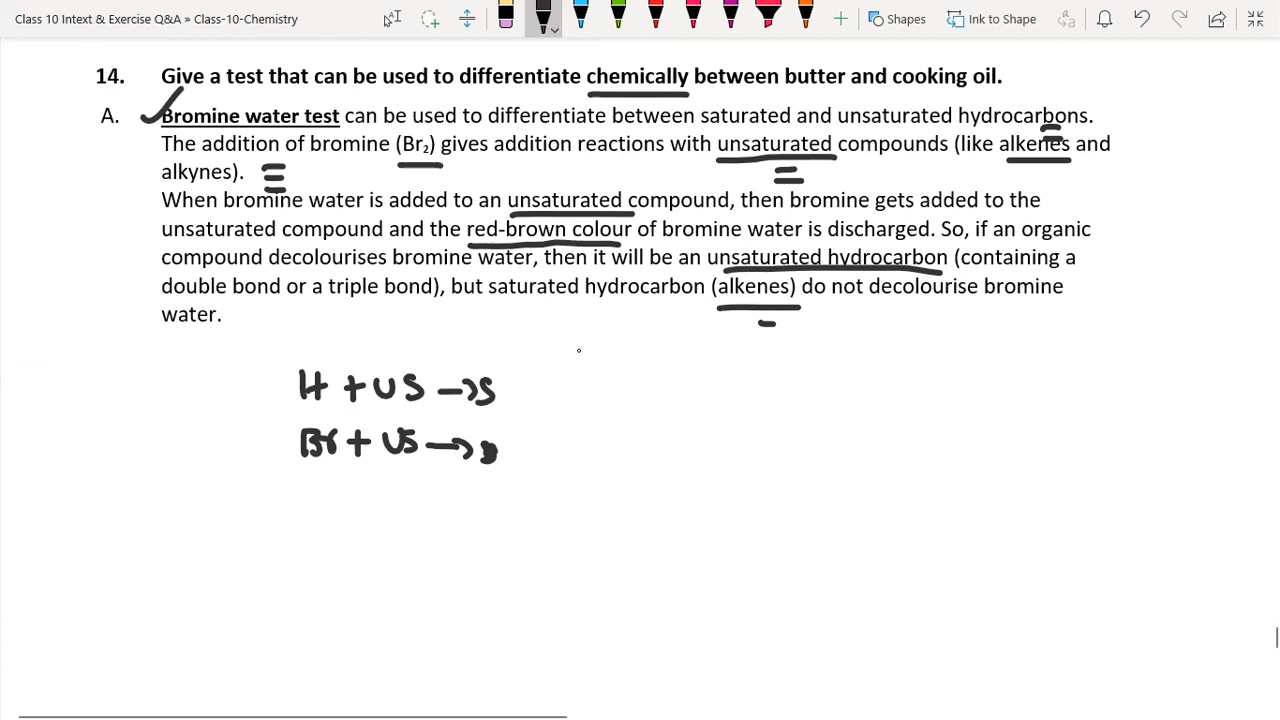 Class 10 Intext & Exercise Q&A » Class-10-Chemistry
Shapes
Ink to Shape
14. Give a test that can be used to differentiate chemically between butter and cooking oil.
A. Bromine water test can be used to differentiate between saturated and unsaturated hydrocarbons.
The addition of bromine (Br₂) gives addition reactions with unsaturated compounds (like alkenes and
alkynes).
When bromine water is added to an unsaturated compound, then bromine gets added to the
unsaturated compound and the red-brown colour of bromine water is discharged. So, if an organic
compound decolourises bromine water, then it will be an unsaturated hydrocarbon (containing a
double bond or a triple bond), but saturated hydrocarbon (alkenes) do not decolourise bromine
water.
H + US → S
Br + US →